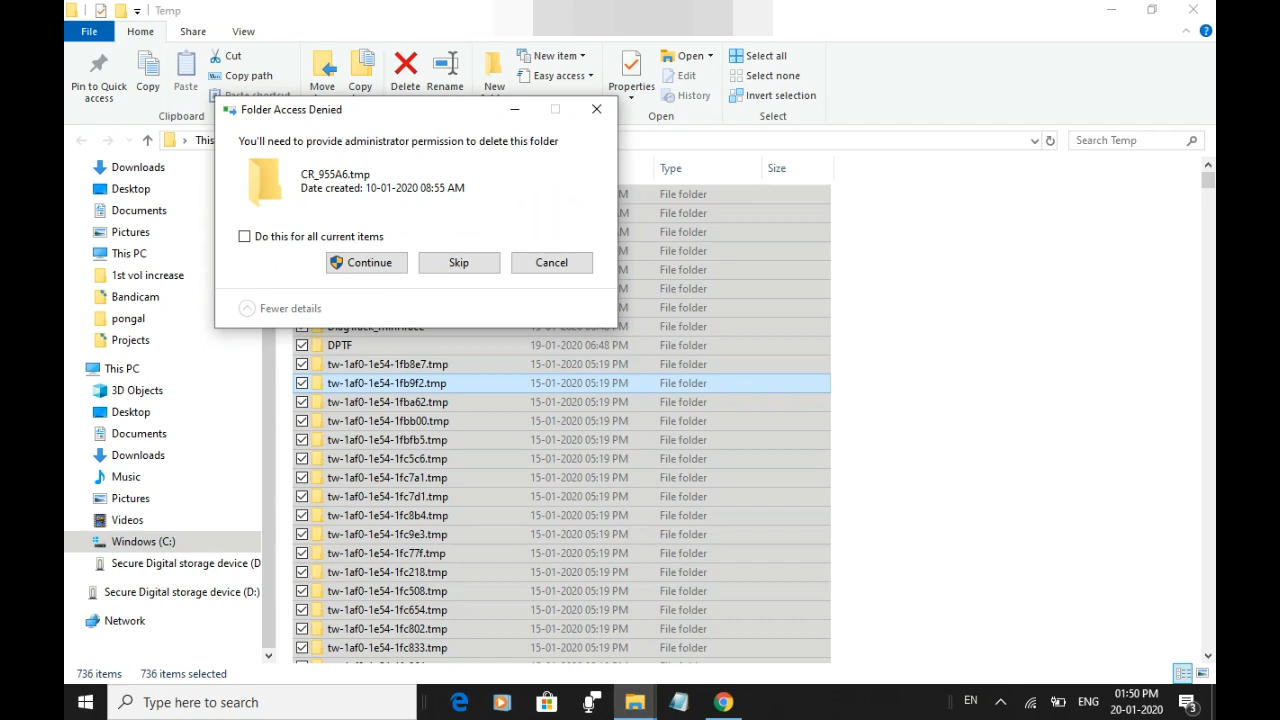 Temp
File Home Share View
Pin to Quick access
Copy
Paste
Cut
Copy path
Paste shortcut
Clipboard
Move
Copy
Delete
Rename
New
New item
Easy access
Properties
Open
Edit
History
Open
Select all
Select none
Invert selection
Select
This
Search Temp
Folder Access Denied
You'll need to provide administrator permission to delete this folder
CR_955A6.tmp
Date created: 10-01-2020 08:55 AM
Do this for all current items
Continue Skip Cancel
Fewer details
Downloads
Desktop
Documents
Pictures
This PC
1st vol increase
Bandicam
pongal
Projects
This PC
3D Objects
Desktop
Documents
Downloads
Music
Pictures
Videos
Windows (C:)
Secure Digital storage device (D
Secure Digital storage device (D:)
Network
Type Size
M File folder
M File folder
M File folder
M File folder
M File folder
M File folder
M File folder
File folder
DPTF 19-01-2020 06:48 PM File folder
tw-1af0-1e54-1fb8e7.tmp 15-01-2020 05:19 PM File folder
tw-1af0-1e54-1fb9f2.tmp 15-01-2020 05:19 PM File folder
tw-1af0-1e54-1fba62.tmp 15-01-2020 05:19 PM File folder
tw-1af0-1e54-1fbb00.tmp 15-01-2020 05:19 PM File folder
tw-1af0-1e54-1fbfb5.tmp 15-01-2020 05:19 PM File folder
tw-1af0-1e54-1fc5c6.tmp 15-01-2020 05:19 PM File folder
tw-1af0-1e54-1fc7a1.tmp 15-01-2020 05:19 PM File folder
tw-1af0-1e54-1fc7d1.tmp 15-01-2020 05:19 PM File folder
tw-1af0-1e54-1fc8b4.tmp 15-01-2020 05:19 PM File folder
tw-1af0-1e54-1fc9e3.tmp 15-01-2020 05:19 PM File folder
tw-1af0-1e54-1fc77f.tmp 15-01-2020 05:19 PM File folder
tw-1af0-1e54-1fc218.tmp 15-01-2020 05:19 PM File folder
tw-1af0-1e54-1fc508.tmp 15-01-2020 05:19 PM File folder
tw-1af0-1e54-1fc654.tmp 15-01-2020 05:19 PM File folder
tw-1af0-1e54-1fc802.tmp 15-01-2020 05:19 PM File folder
tw-1af0-1e54-1fc833.tmp 15-01-2020 05:19 PM File folder
736 items 736 items selected
Type here to search
EN
ENG
01:50 PM
20-01-2020
3